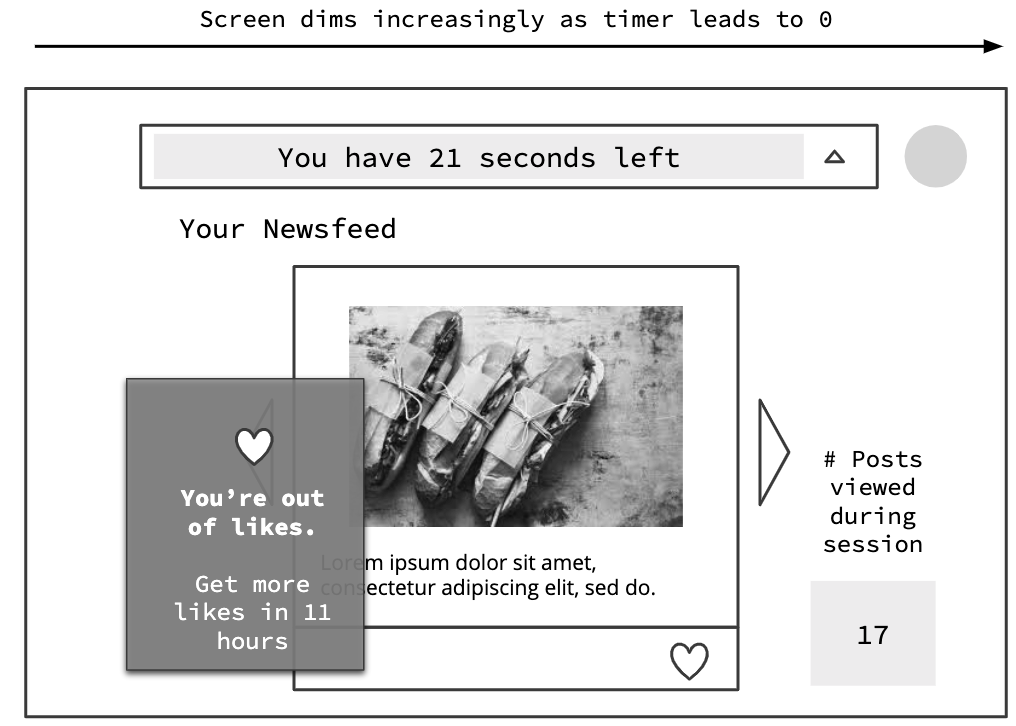 Screen dims increasingly as timer leads to 0
You have 21 seconds left
Your Newsfeed
You’re out
of likes.
Get more
likes in 11
hours
Lorem ipsum dolor sit amet,
consectetur adipiscing elit, sed do.
# Posts
viewed
during
session
17